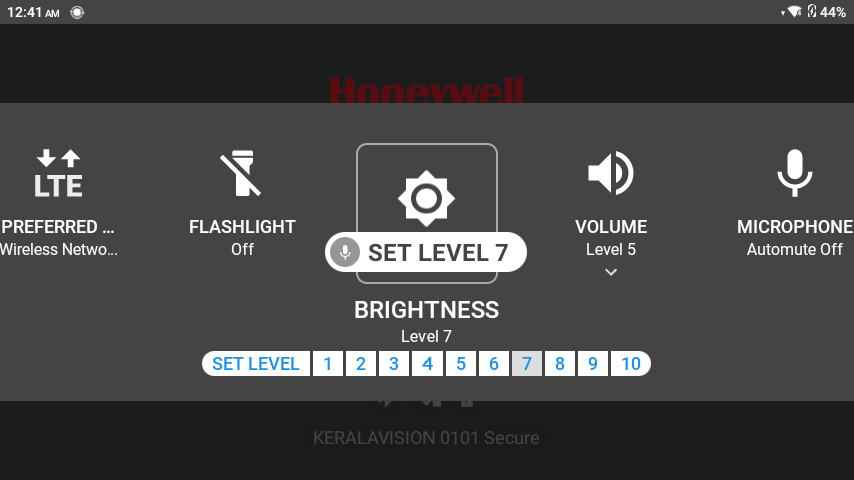 12:41 AM
44%
Honeywell
LTE
PREFERRED ...
Wireless Netwo...
FLASHLIGHT
Off
SET LEVEL 7
VOLUME
Level 5
MICROPHONE
Automute Off
BRIGHTNESS
Level 7
SET LEVEL 1 2 3 4 5 6 7 8 9 10
KERALAVISION 0101 Secure